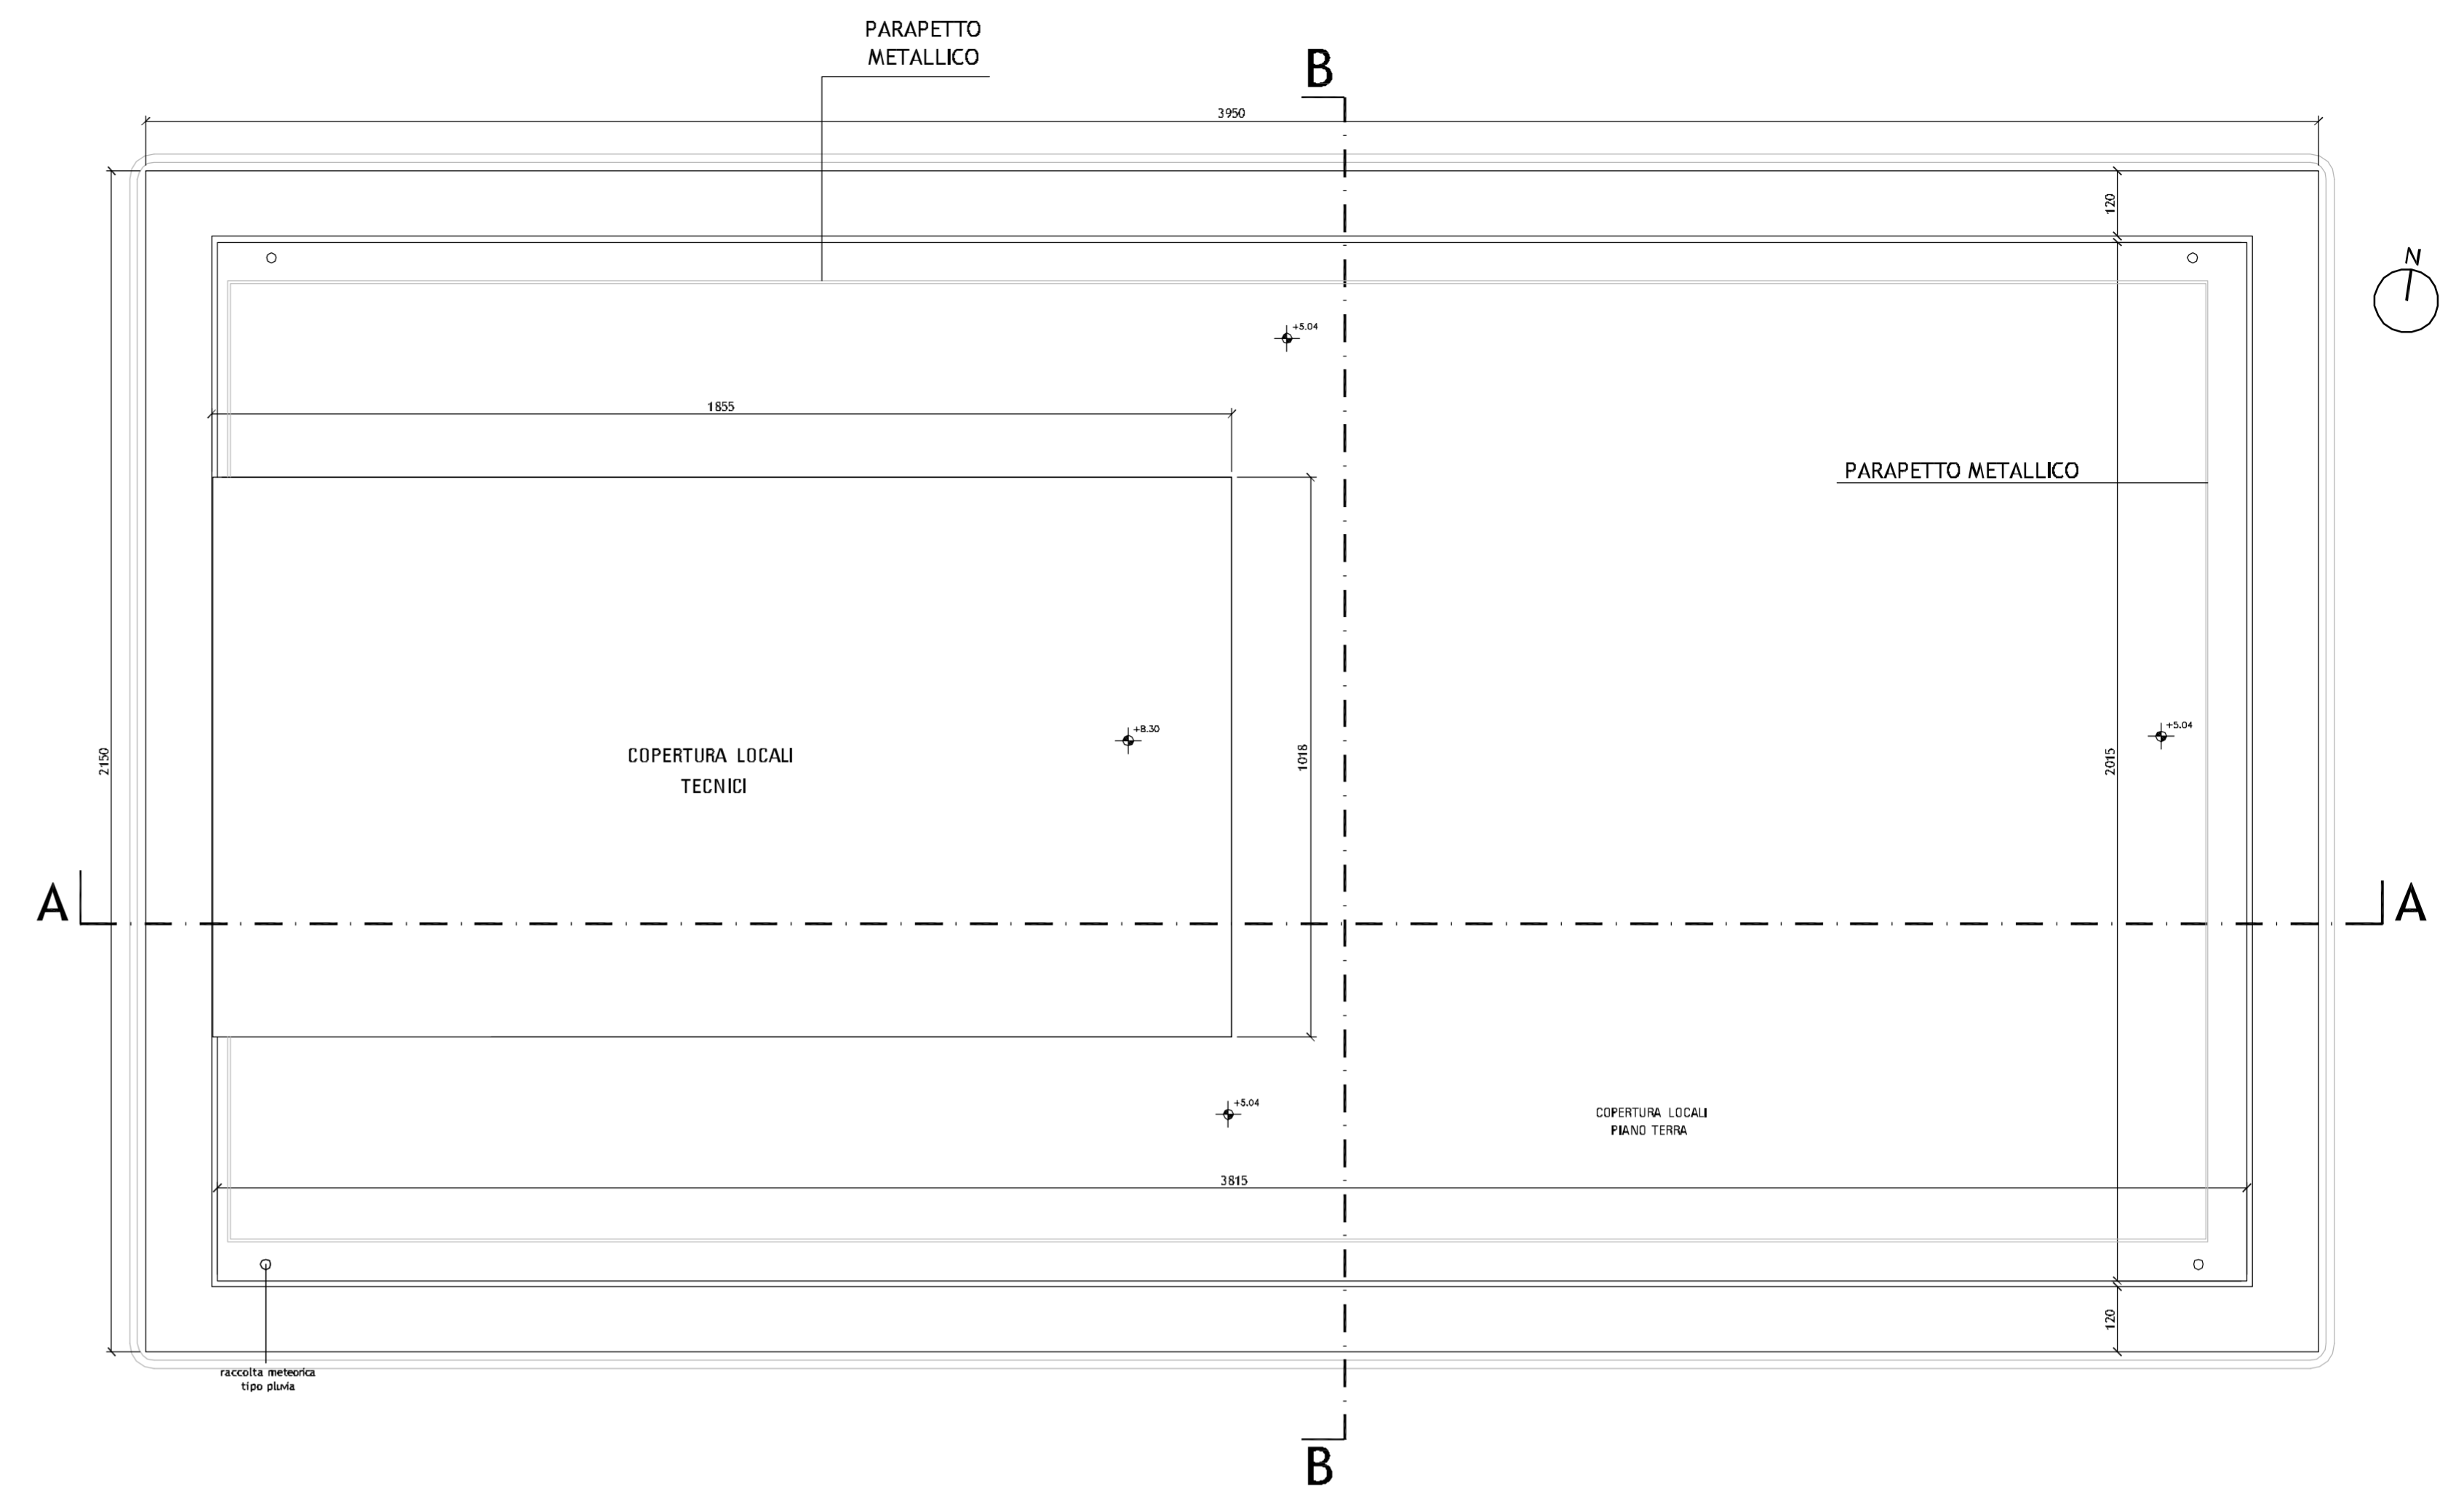 PARAPETTO
METALLICO
B
3950
120
N
+5.04
1855
PARAPETTO METALLICO
+8.30
+5.04
COPERTURA LOCALI
TECNICI
2150
1018
2015
A
A
+5.04
COPERTURA LOCALI
PIANO TERRA
3815
120
raccolta meteorica
tipo pluvia
B